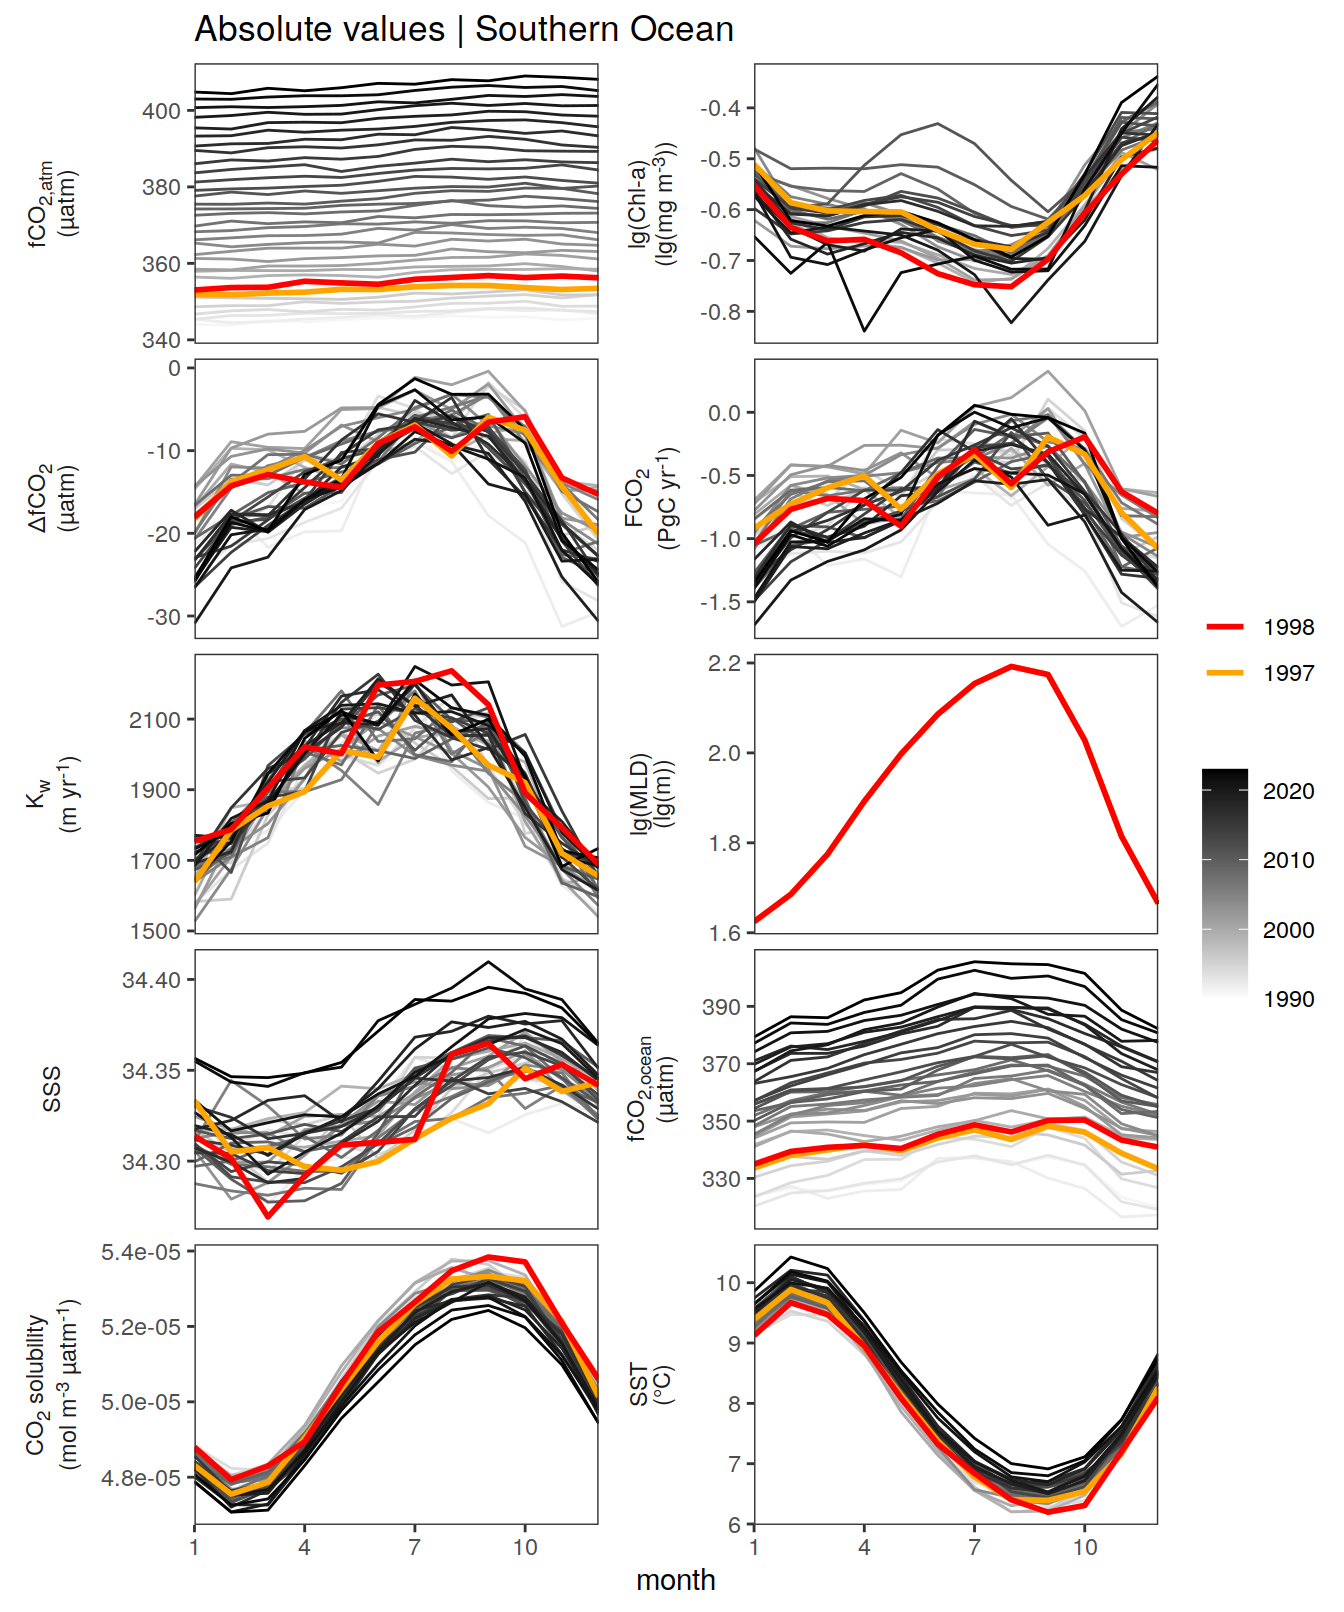 Absolute values | Southern Ocean
fCO2,atm
(µatm)
400
380
360
340
lg(Chl-a)
(lg(mg m-3))
-0.4
-0.5
-0.6
-0.7
-0.8
ΔfCO2
(µatm)
0
-10
-20
-30
FCO2
(PgC yr-1)
0.0
-0.5
-1.0
-1.5
Kw
(m yr-1)
2100
1900
1700
1500
lg(MLD)
(lg(m))
2.2
2.0
1.8
1.6
SSS
34.40
34.35
34.30
fCO2,ocean
(µatm)
390
370
350
330
CO2 solubility
(mol m-3 µatm-1)
5.4e-05
5.2e-05
5.0e-05
4.8e-05
SST
(°C)
10
9
8
7
6
1 4 7 10
1 4 7 10
month
1998
1997
2020
2010
2000
1990